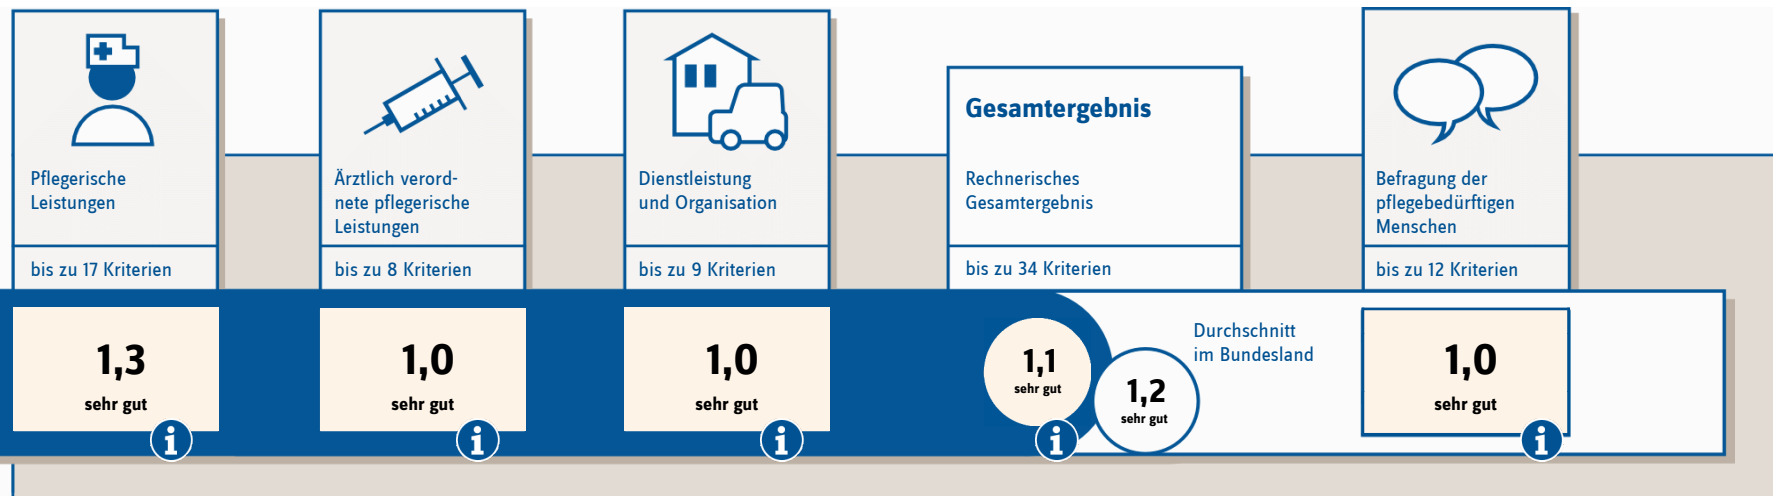 Pflegerische
Leistungen
bis zu 17 Kriterien
1,3
sehr gut
i
Ärztlich verord-
nete pflegerische
Leistungen
bis zu 8 Kriterien
1,0
sehr gut
i
Dienstleistung
und Organisation
bis zu 9 Kriterien
1,0
sehr gut
i
Gesamtergebnis
Rechnerisches
Gesamtergebnis
bis zu 34 Kriterien
1,1
sehr gut
i
1,2
sehr gut
Durchschnitt
im Bundesland
Befragung der
pflegebedürftigen
Menschen
bis zu 12 Kriterien
1,0
sehr gut
i